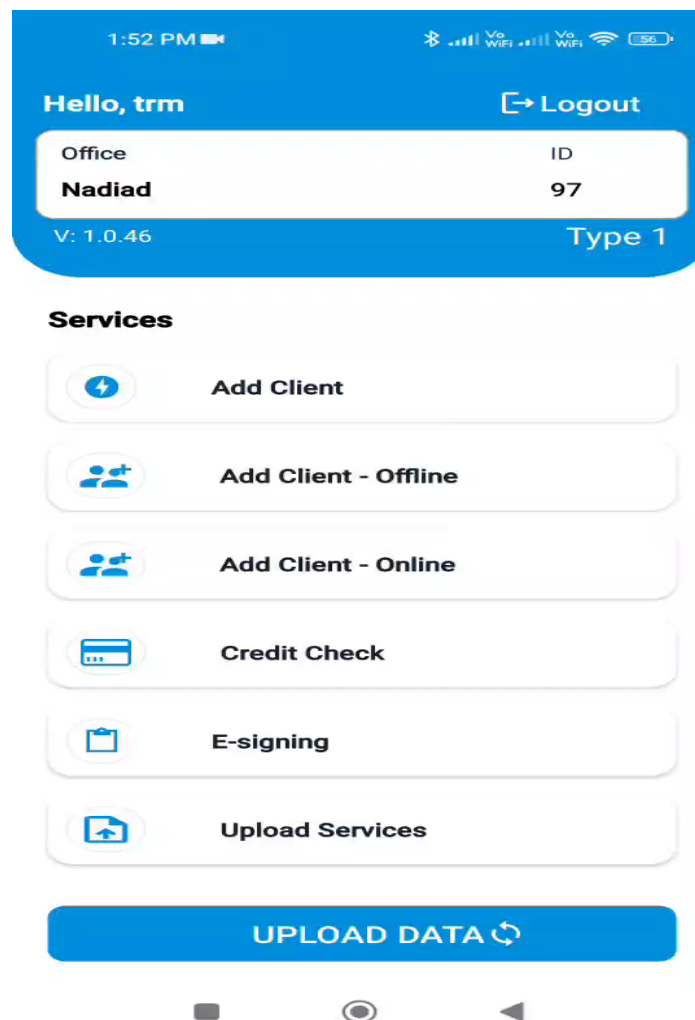 1:52 PM Vo WiFi Vo WiFi 56
Hello, trm Logout
Office ID
Nadiad 97
V: 1.0.46 Type 1
Services
Add Client
Add Client - Offline
Add Client - Online
Credit Check
E-signing
Upload Services
UPLOAD DATA